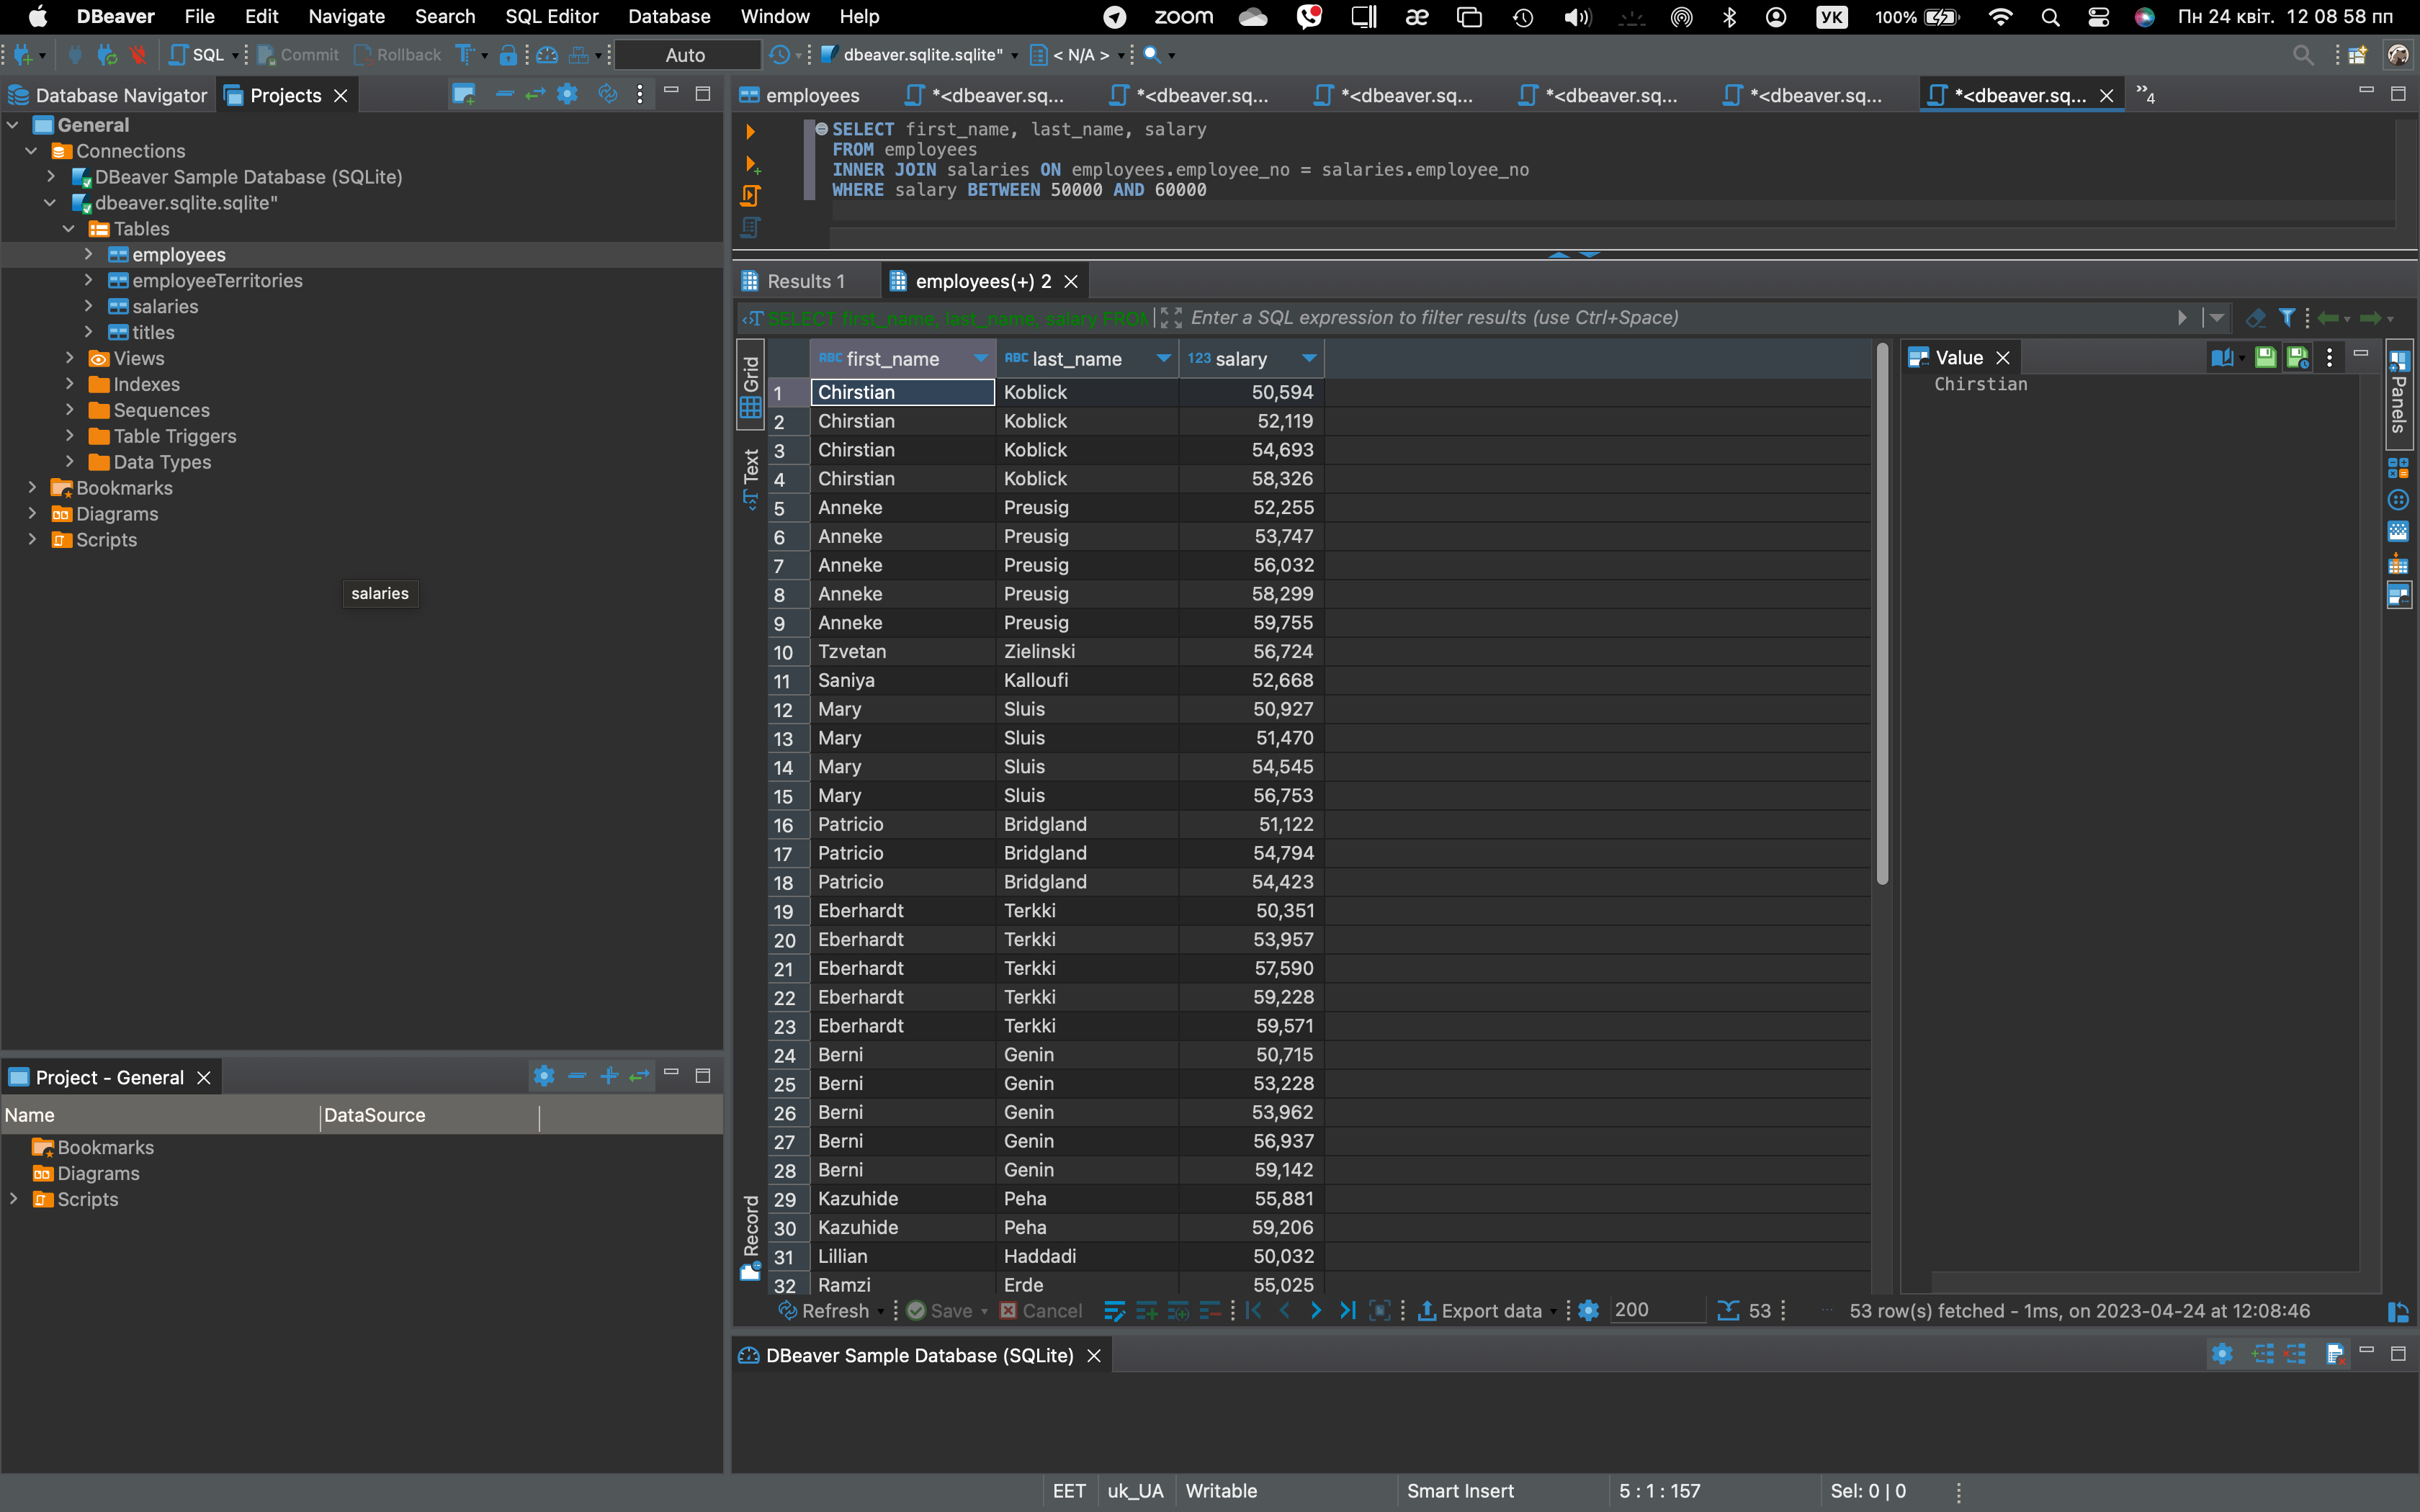 DBeaver File Edit Navigate Search SQL Editor Database Window Help zoom æ УК 100% Пн 24 квіт. 12 08 58 пп
SQL Commit Rollback T Auto dbeaver.sqlite.sqlite" < N/A >
Database Navigator Projects
General
Connections
DBeaver Sample Database (SQLite)
dbeaver.sqlite.sqlite"
Tables
employees
employeeTerritories
salaries
titles
Views
Indexes
Sequences
Table Triggers
Data Types
Bookmarks
Diagrams
Scripts
salaries
Project - General
Name DataSource
Bookmarks
Diagrams
Scripts
employees *<dbeaver.sq... *<dbeaver.sq... *<dbeaver.sq... *<dbeaver.sq... *<dbeaver.sq... *<dbeaver.sq... »4
SELECT first_name, last_name, salary
FROM employees
INNER JOIN salaries ON employees.employee_no = salaries.employee_no
WHERE salary BETWEEN 50000 AND 60000
Results 1 employees(+) 2
SELECT first_name, last_name, salary FROM Enter a SQL expression to filter results (use Ctrl+Space)
Grid
Text
Record
ABC first_name ABC last_name 123 salary
1 Chirstian Koblick 50,594
2 Chirstian Koblick 52,119
3 Chirstian Koblick 54,693
4 Chirstian Koblick 58,326
5 Anneke Preusig 52,255
6 Anneke Preusig 53,747
7 Anneke Preusig 56,032
8 Anneke Preusig 58,299
9 Anneke Preusig 59,755
10 Tzvetan Zielinski 56,724
11 Saniya Kalloufi 52,668
12 Mary Sluis 50,927
13 Mary Sluis 51,470
14 Mary Sluis 54,545
15 Mary Sluis 56,753
16 Patricio Bridgland 51,122
17 Patricio Bridgland 54,794
18 Patricio Bridgland 54,423
19 Eberhardt Terkki 50,351
20 Eberhardt Terkki 53,957
21 Eberhardt Terkki 57,590
22 Eberhardt Terkki 59,228
23 Eberhardt Terkki 59,571
24 Berni Genin 50,715
25 Berni Genin 53,228
26 Berni Genin 53,962
27 Berni Genin 56,937
28 Berni Genin 59,142
29 Kazuhide Peha 55,881
30 Kazuhide Peha 59,206
31 Lillian Haddadi 50,032
32 Ramzi Erde 55,025
Value
Chirstian
Panels
Refresh Save Cancel Export data 200 53 53 row(s) fetched - 1ms, on 2023-04-24 at 12:08:46
DBeaver Sample Database (SQLite)
EET uk_UA Writable Smart Insert 5 : 1 : 157 Sel: 0 | 0